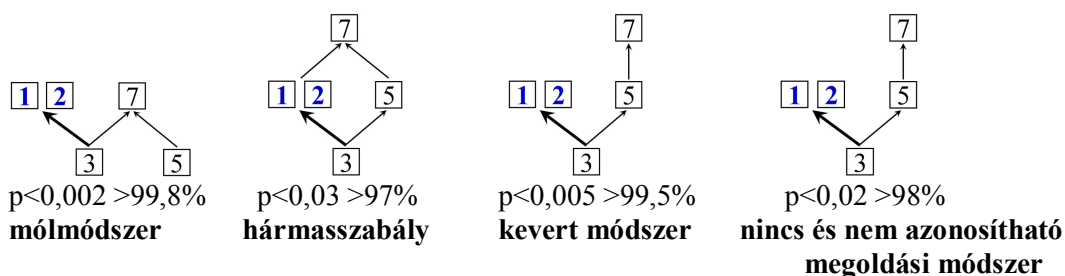 7
7
7
1 2
7
1 2
5
1 2
5
1 2
5
3
5
3
3
3
p<0,002 >99,8%
p<0,03 >97%
p<0,005 >99,5%
p<0,02 >98%
mólmódszer
hármasszabály
kevert módszer
nincs és nem azonosítható
megoldási módszer